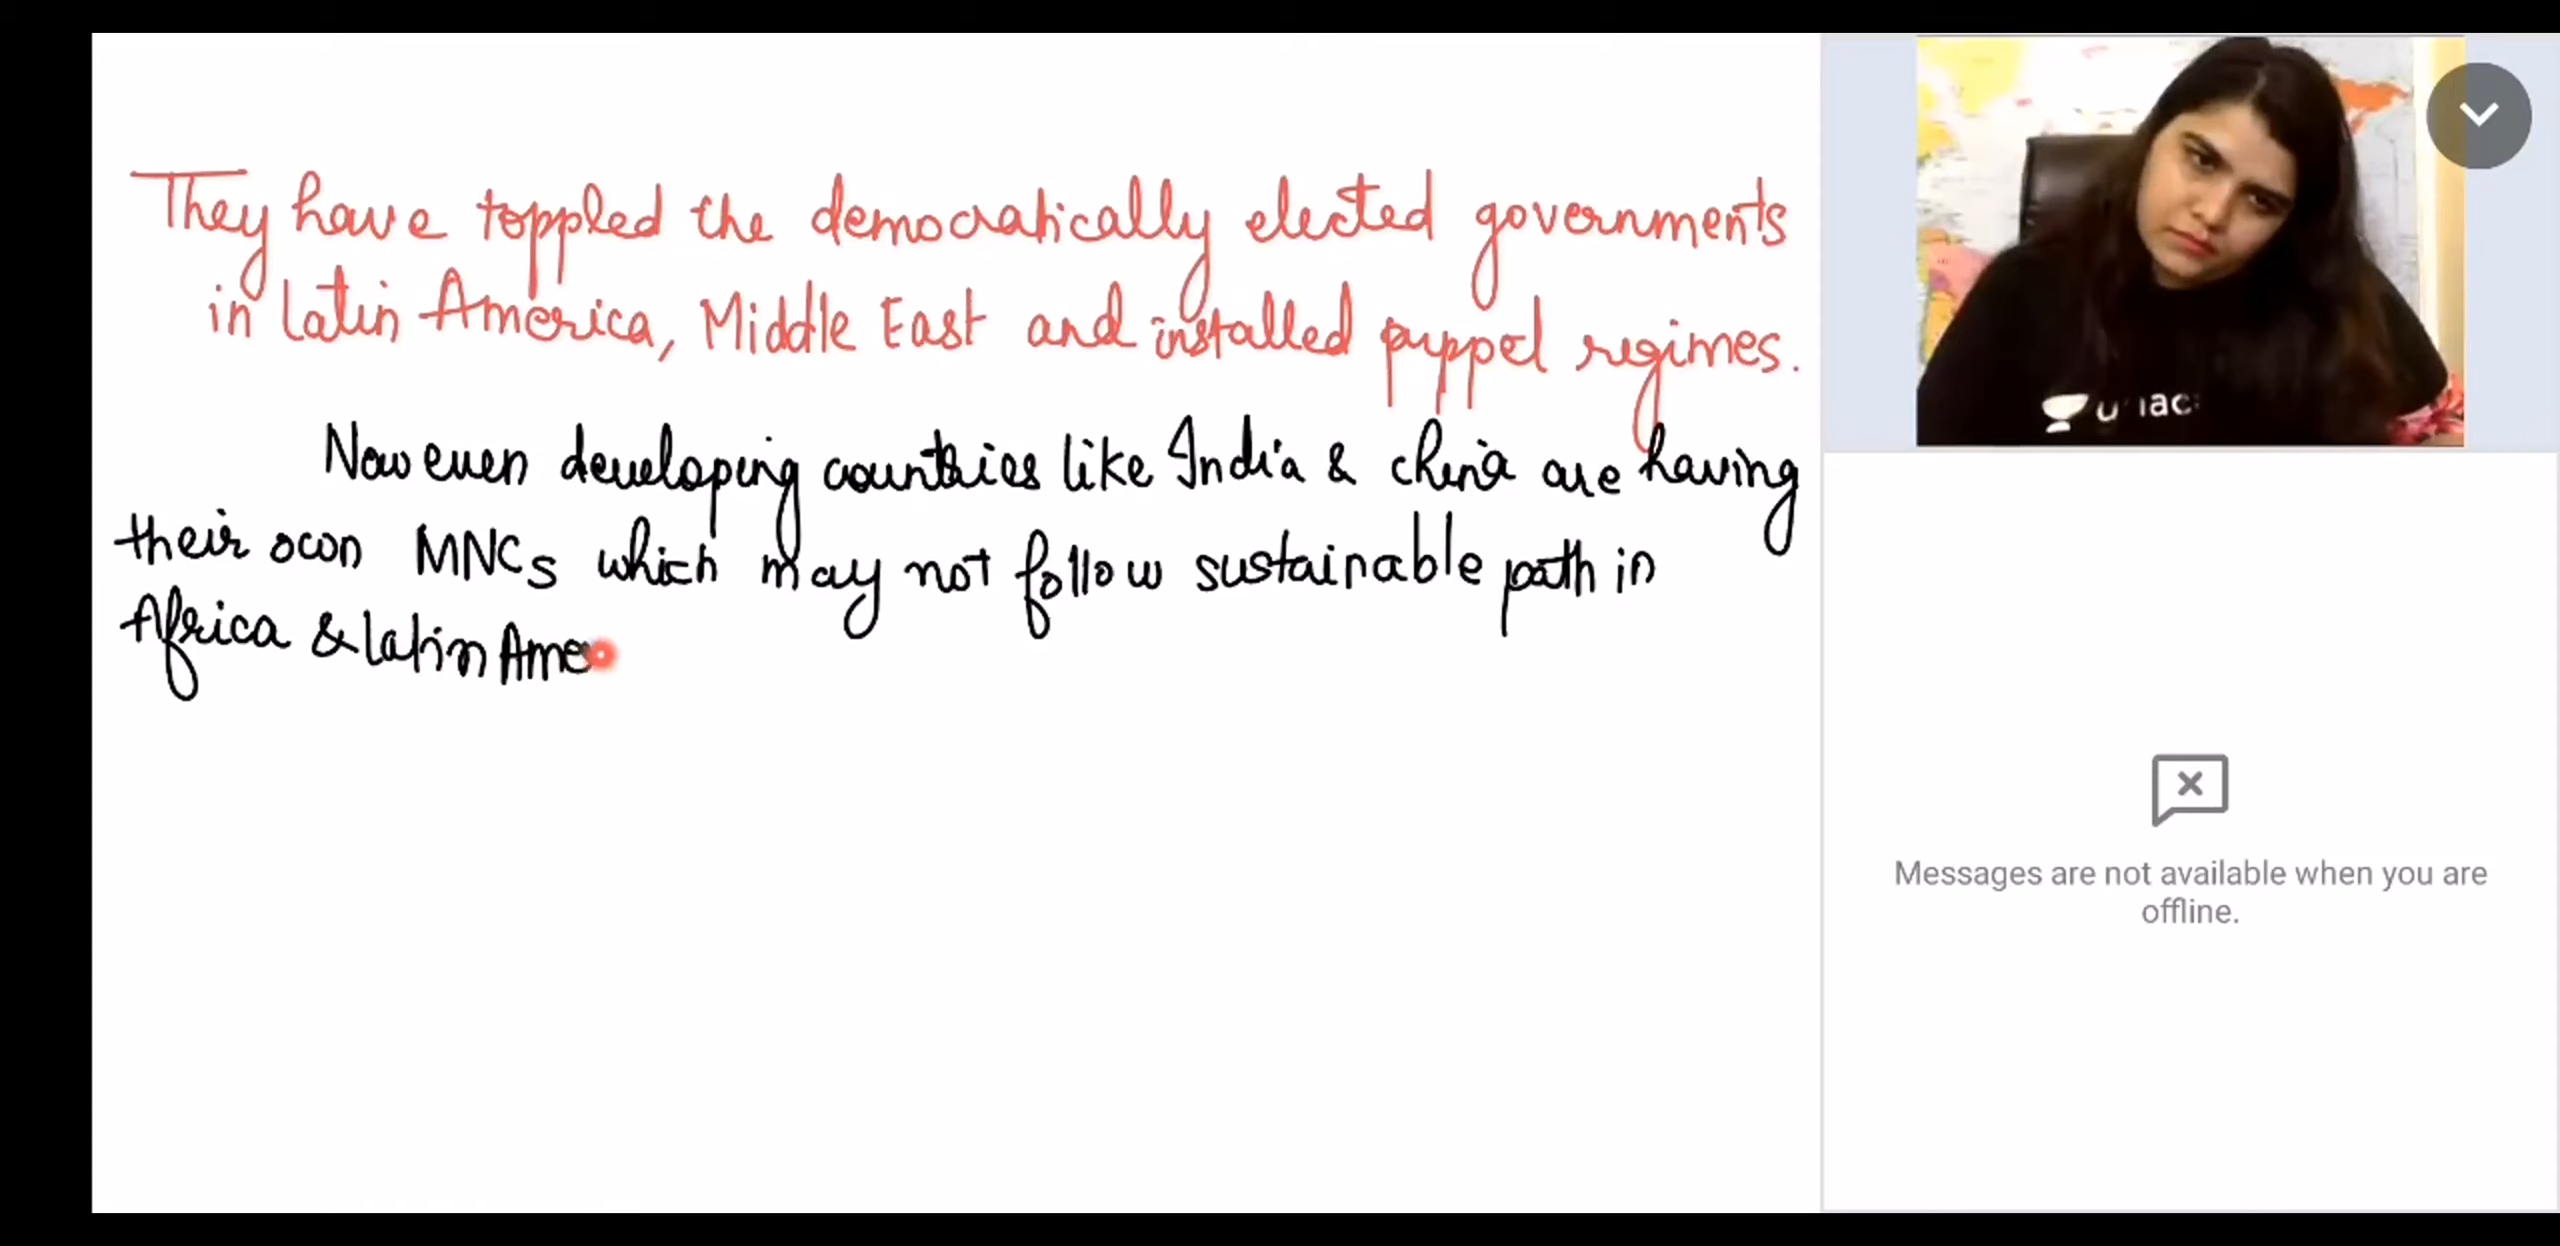 They have toppled the democratically elected governments
in Latin America, Middle East and installed puppet regimes.
Now even developing countries like India & china are having
their own MNCs which may not follow sustainable path in
Africa & Latin Ame
Messages are not available when you are
offline.